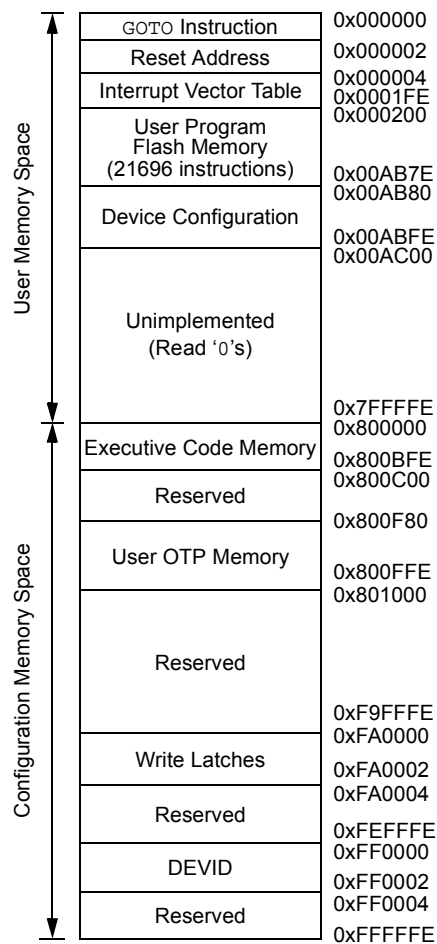 GOTO Instruction
0x000000
Reset Address
0x000002
0x000004
Interrupt Vector Table
0x0001FE
0x000200
User Program
Flash Memory
(21696 instructions)
0x00AB7E
0x00AB80
Device Configuration
0x00ABFE
0x00AC00
User Memory Space
Unimplemented
(Read ‘0’s)
0x7FFFFE
0x800000
Executive Code Memory
0x800BFE
0x800C00
Reserved
0x800F80
User OTP Memory
0x800FFE
0x801000
Configuration Memory Space
Reserved
0xF9FFFE
0xFA0000
Write Latches
0xFA0002
0xFA0004
Reserved
0xFEFFFE
0xFF0000
DEVID
0xFF0002
0xFF0004
Reserved
0xFFFFFE